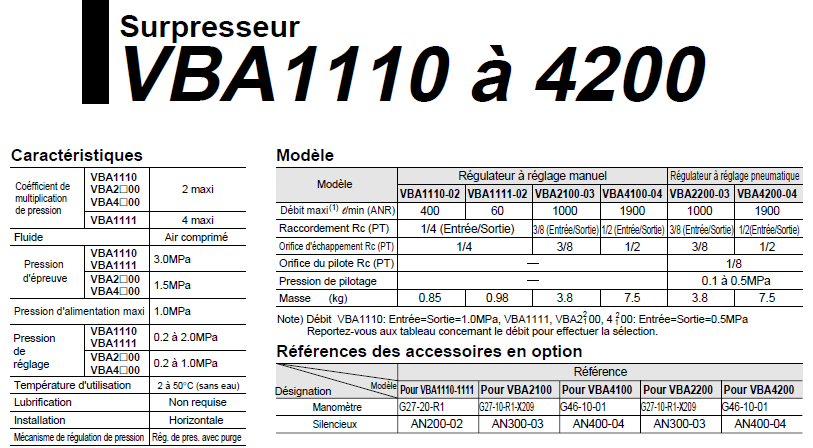 Surpresseur
VBA1110 à 4200
Caractéristiques
Coéfficient de multiplication de pression
VBA1110
VBA2□00
VBA4□00
2 maxi
VBA1111
4 maxi
Fluide
Air comprimé
Pression d'épreuve
VBA1110
VBA1111
3.0MPa
VBA2□00
VBA4□00
1.5MPa
Pression d'alimentation maxi
1.0MPa
Pression de réglage
VBA1110
VBA1111
0.2 à 2.0MPa
VBA2□00
VBA4□00
0.2 à 1.0MPa
Température d'utilisation
2 à 50°C (sans eau)
Lubrification
Non requise
Installation
Horizontale
Mécanisme de régulation de pression
Rég. de pres. avec purge
Modèle
Modèle
Régulateur à réglage manuel
Régulateur à réglage pneumatique
VBA1110-02 VBA1111-02 VBA2100-03 VBA4100-04 VBA2200-03 VBA4200-04
Débit maxi(1) ℓ/min (ANR) 400 60 1000 1900 1000 1900
Raccordement Rc (PT) 1/4 (Entrée/Sortie) 3/8 (Entrée/Sortie) 1/2 (Entrée/Sortie) 3/8 (Entrée/Sortie) 1/2(Entrée/Sortie)
Orifice d'échappement Rc (PT) 1/4 3/8 1/2 3/8 1/2
Orifice du pilote Rc (PT) — 1/8
Pression de pilotage — 0.1 à 0.5MPa
Masse (kg) 0.85 0.98 3.8 7.5 3.8 7.5
Note) Débit VBA1110: Entrée=Sortie=1.0MPa, VBA1111, VBA2²₁00, 4²₁00: Entrée=Sortie=0.5MPa
Reportez-vous aux tableau concernant le débit pour effectuer la sélection.
Références des accessoires en option
Référence
Désignation Modèle Pour VBA1110-1111 Pour VBA2100 Pour VBA4100 Pour VBA2200 Pour VBA4200
Manomètre G27-20-R1 G27-10-R1-X209 G46-10-01 G27-10-R1-X209 G46-10-01
Silencieux AN200-02 AN300-03 AN400-04 AN300-03 AN400-04